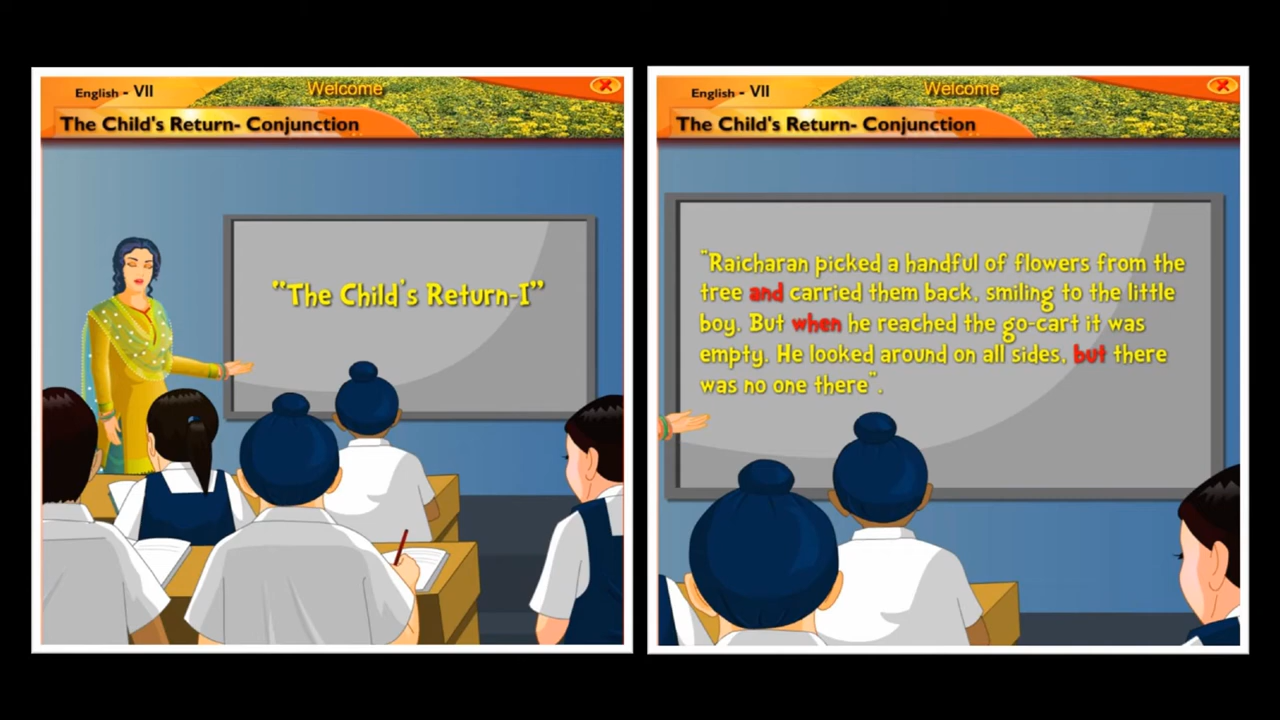 English - VII
Welcome
The Child's Return- Conjunction
“The Child's Return-I”
English - VII
Welcome
The Child's Return- Conjunction
"Raicharan picked a handful of flowers from the
tree and carried them back, smiling to the little
boy. But when he reached the go-cart it was
empty. He looked around on all sides, but there
was no one there".